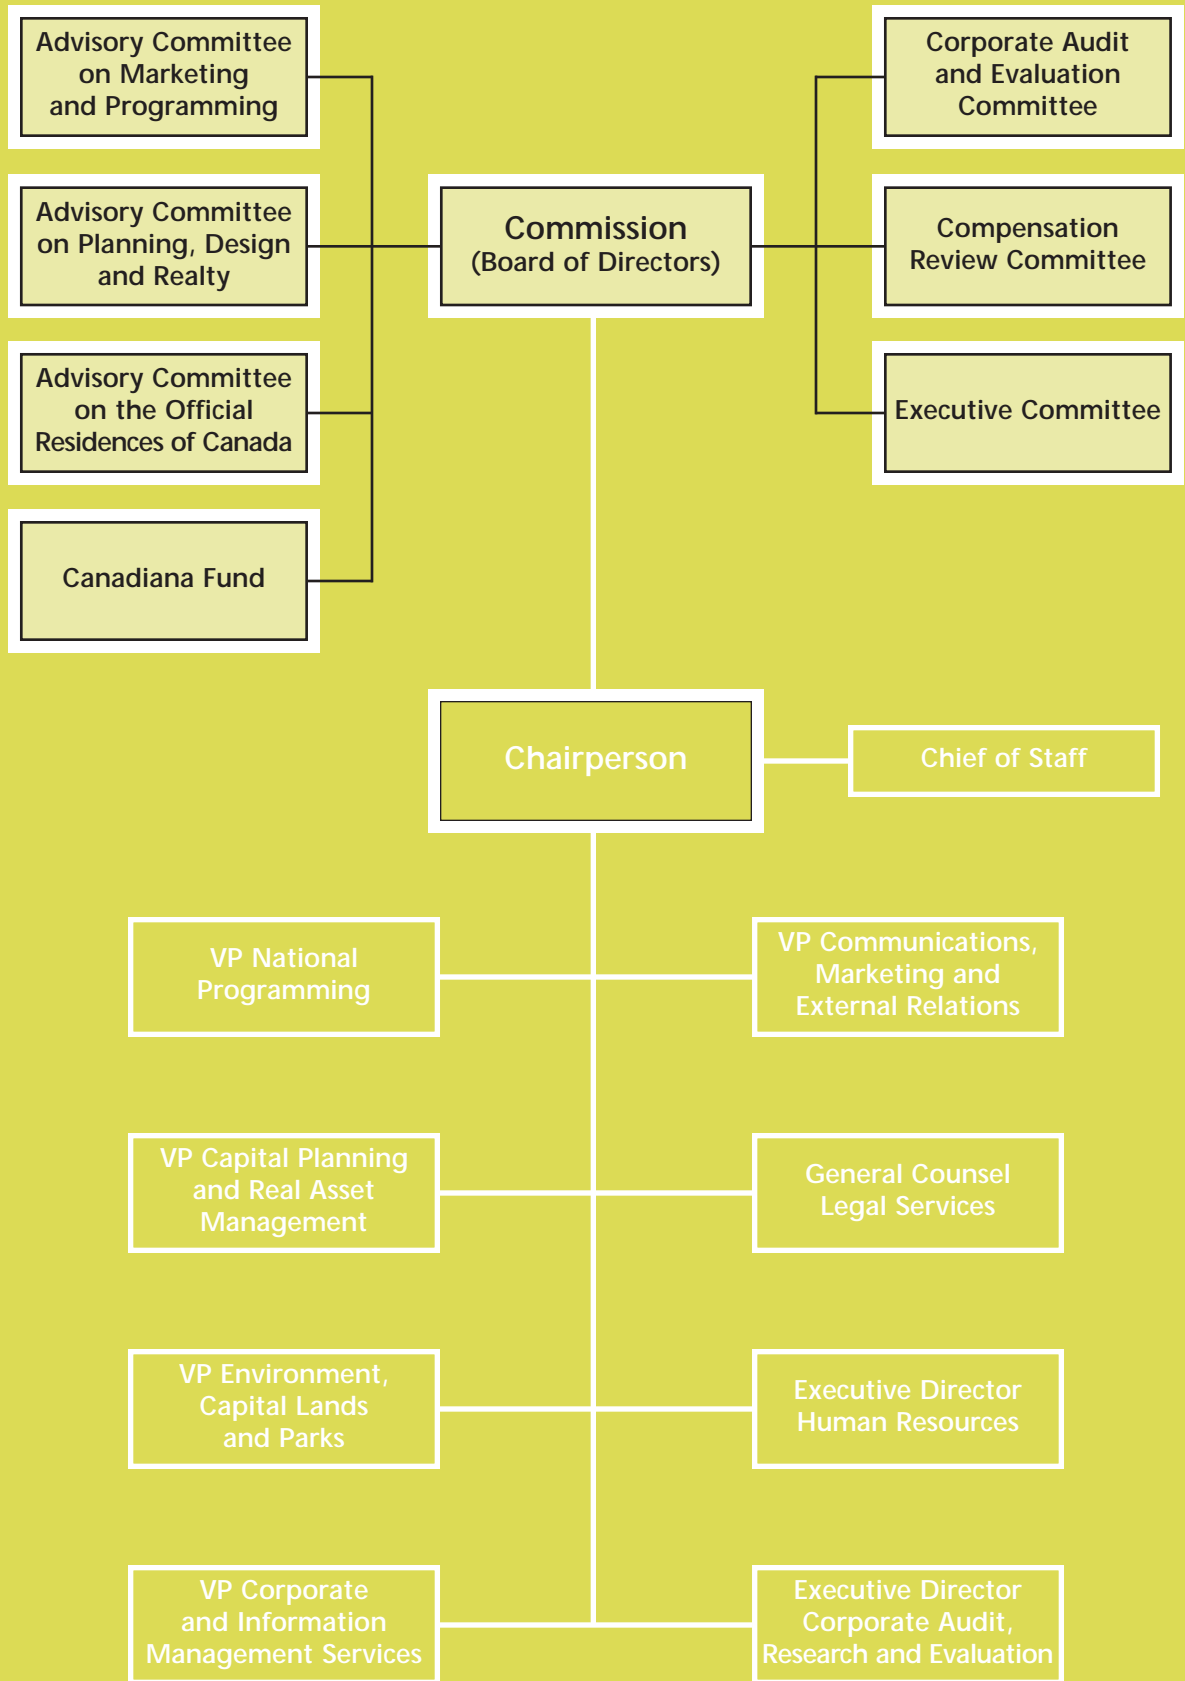 Advisory Committee
on Marketing
and Programming
Corporate Audit
and Evaluation
Committee
Advisory Committee
on Planning, Design
and Realty
Commission
(Board of Directors)
Compensation
Review Committee
Advisory Committee
on the Official
Residences of Canada
Executive Committee
Canadiana Fund
Chairperson
Chief of Staff
VP National
Programming
VP Communications,
Marketing and
External Relations
VP Capital Planning
and Real Asset
Management
General Counsel
Legal Services
VP Environment,
Capital Lands
and Parks
Executive Director
Human Resources
VP Corporate
and Information
Management Services
Executive Director
Corporate Audit,
Research and Evaluation